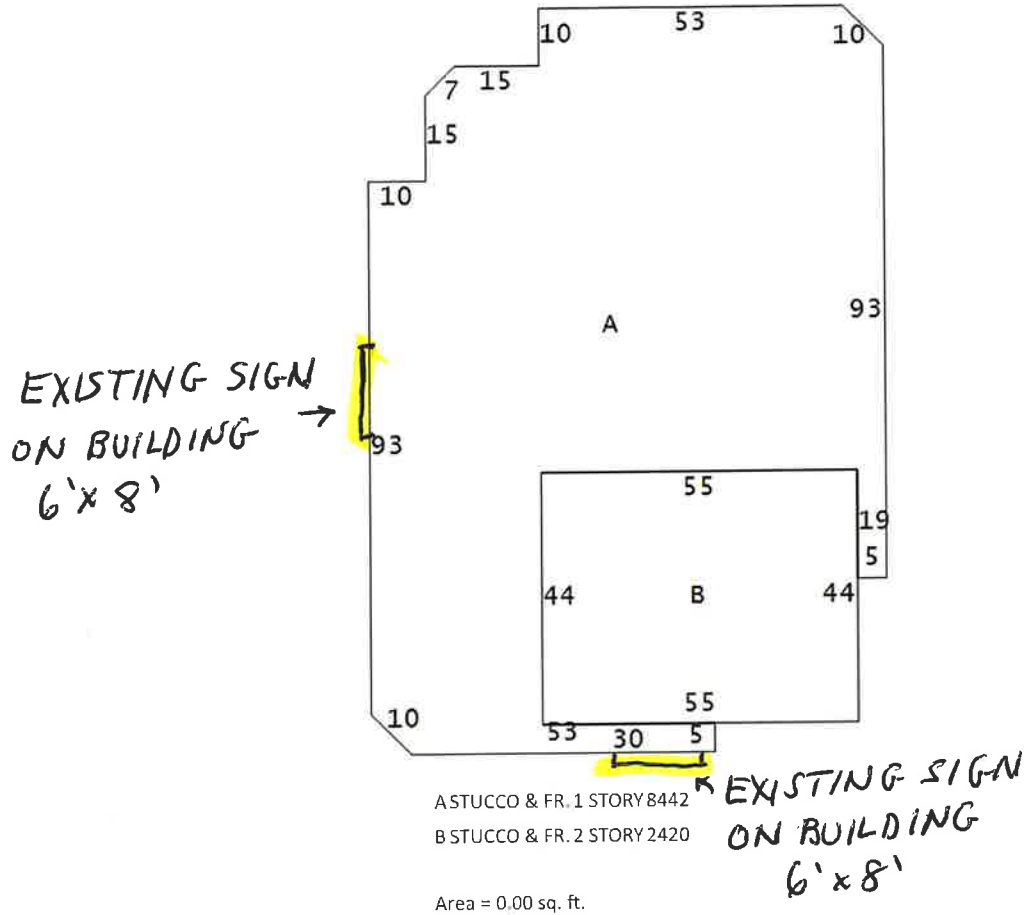 53
10
10
15
7
15
10
A
93
EXISTING SIGN
→
ON BUILDING
93
6'x 8'
55
19
5
44
B
44
55
10
53
30
5
EXISTING SIGN
ON BUILDING
6'x 8'
A STUCCO & FR. 1 STORY 8442
B STUCCO & FR. 2 STORY 2420
Area = 0.00 sq. ft.